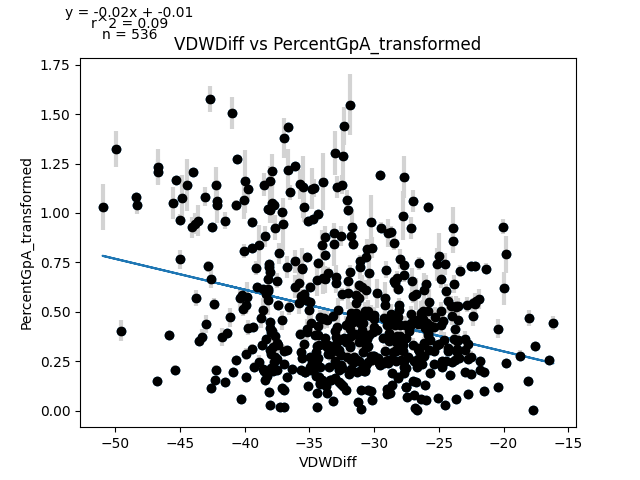 y = -0.02x + -0.01
r^2 = 0.09
n = 536
VDWDiff vs PercentGpA_transformed
1.75
1.50
1.25
1.00
0.75
0.50
0.25
0.00
PercentGpA_transformed
−50 −45 −40 −35 −30 −25 −20 −15
VDWDiff